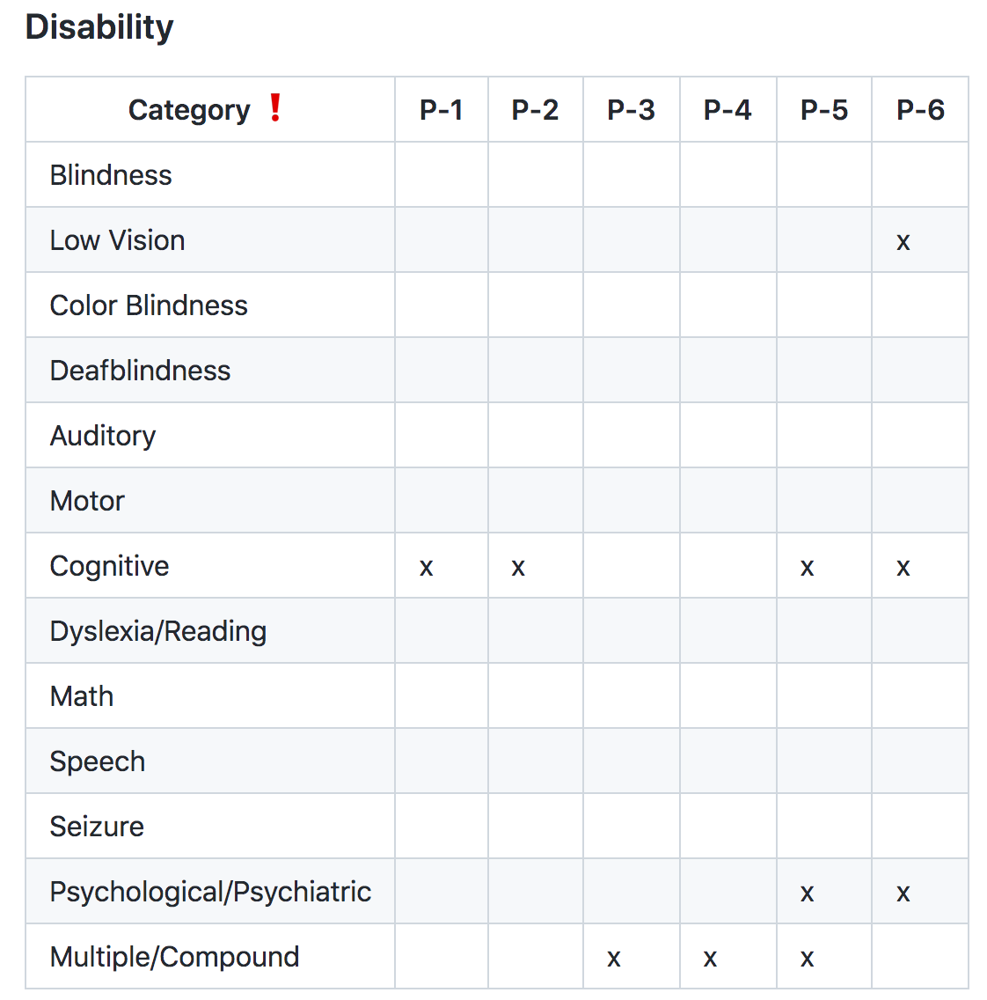 Disability
Category ❗ P-1 P-2 P-3 P-4 P-5 P-6
Blindness
Low Vision x
Color Blindness
Deafblindness
Auditory
Motor
Cognitive x x x x
Dyslexia/Reading
Math
Speech
Seizure
Psychological/Psychiatric x x
Multiple/Compound x x x